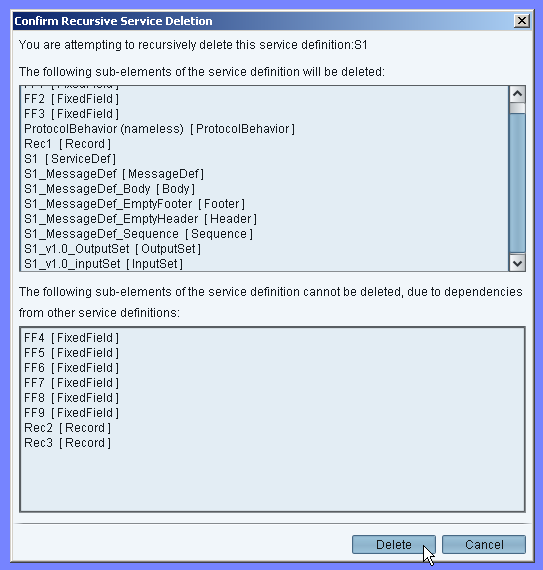 Confirm Recursive Service Deletion
You are attempting to recursively delete this service definition:S1
The following sub-elements of the service definition will be deleted:
FF2 [ FixedField ]
FF3 [ FixedField ]
ProtocolBehavior (nameless) [ ProtocolBehavior ]
Rec1 [ Record ]
S1 [ ServiceDef ]
S1_MessageDef [ MessageDef ]
S1_MessageDef_Body [ Body ]
S1_MessageDef_EmptyFooter [ Footer ]
S1_MessageDef_EmptyHeader [ Header ]
S1_MessageDef_Sequence [ Sequence ]
S1_v1.0_OutputSet [ OutputSet ]
S1_v1.0_inputSet [ InputSet ]
The following sub-elements of the service definition cannot be deleted, due to dependencies
from other service definitions:
FF4 [ FixedField ]
FF5 [ FixedField ]
FF6 [ FixedField ]
FF7 [ FixedField ]
FF8 [ FixedField ]
FF9 [ FixedField ]
Rec2 [ Record ]
Rec3 [ Record ]
Delete
Cancel